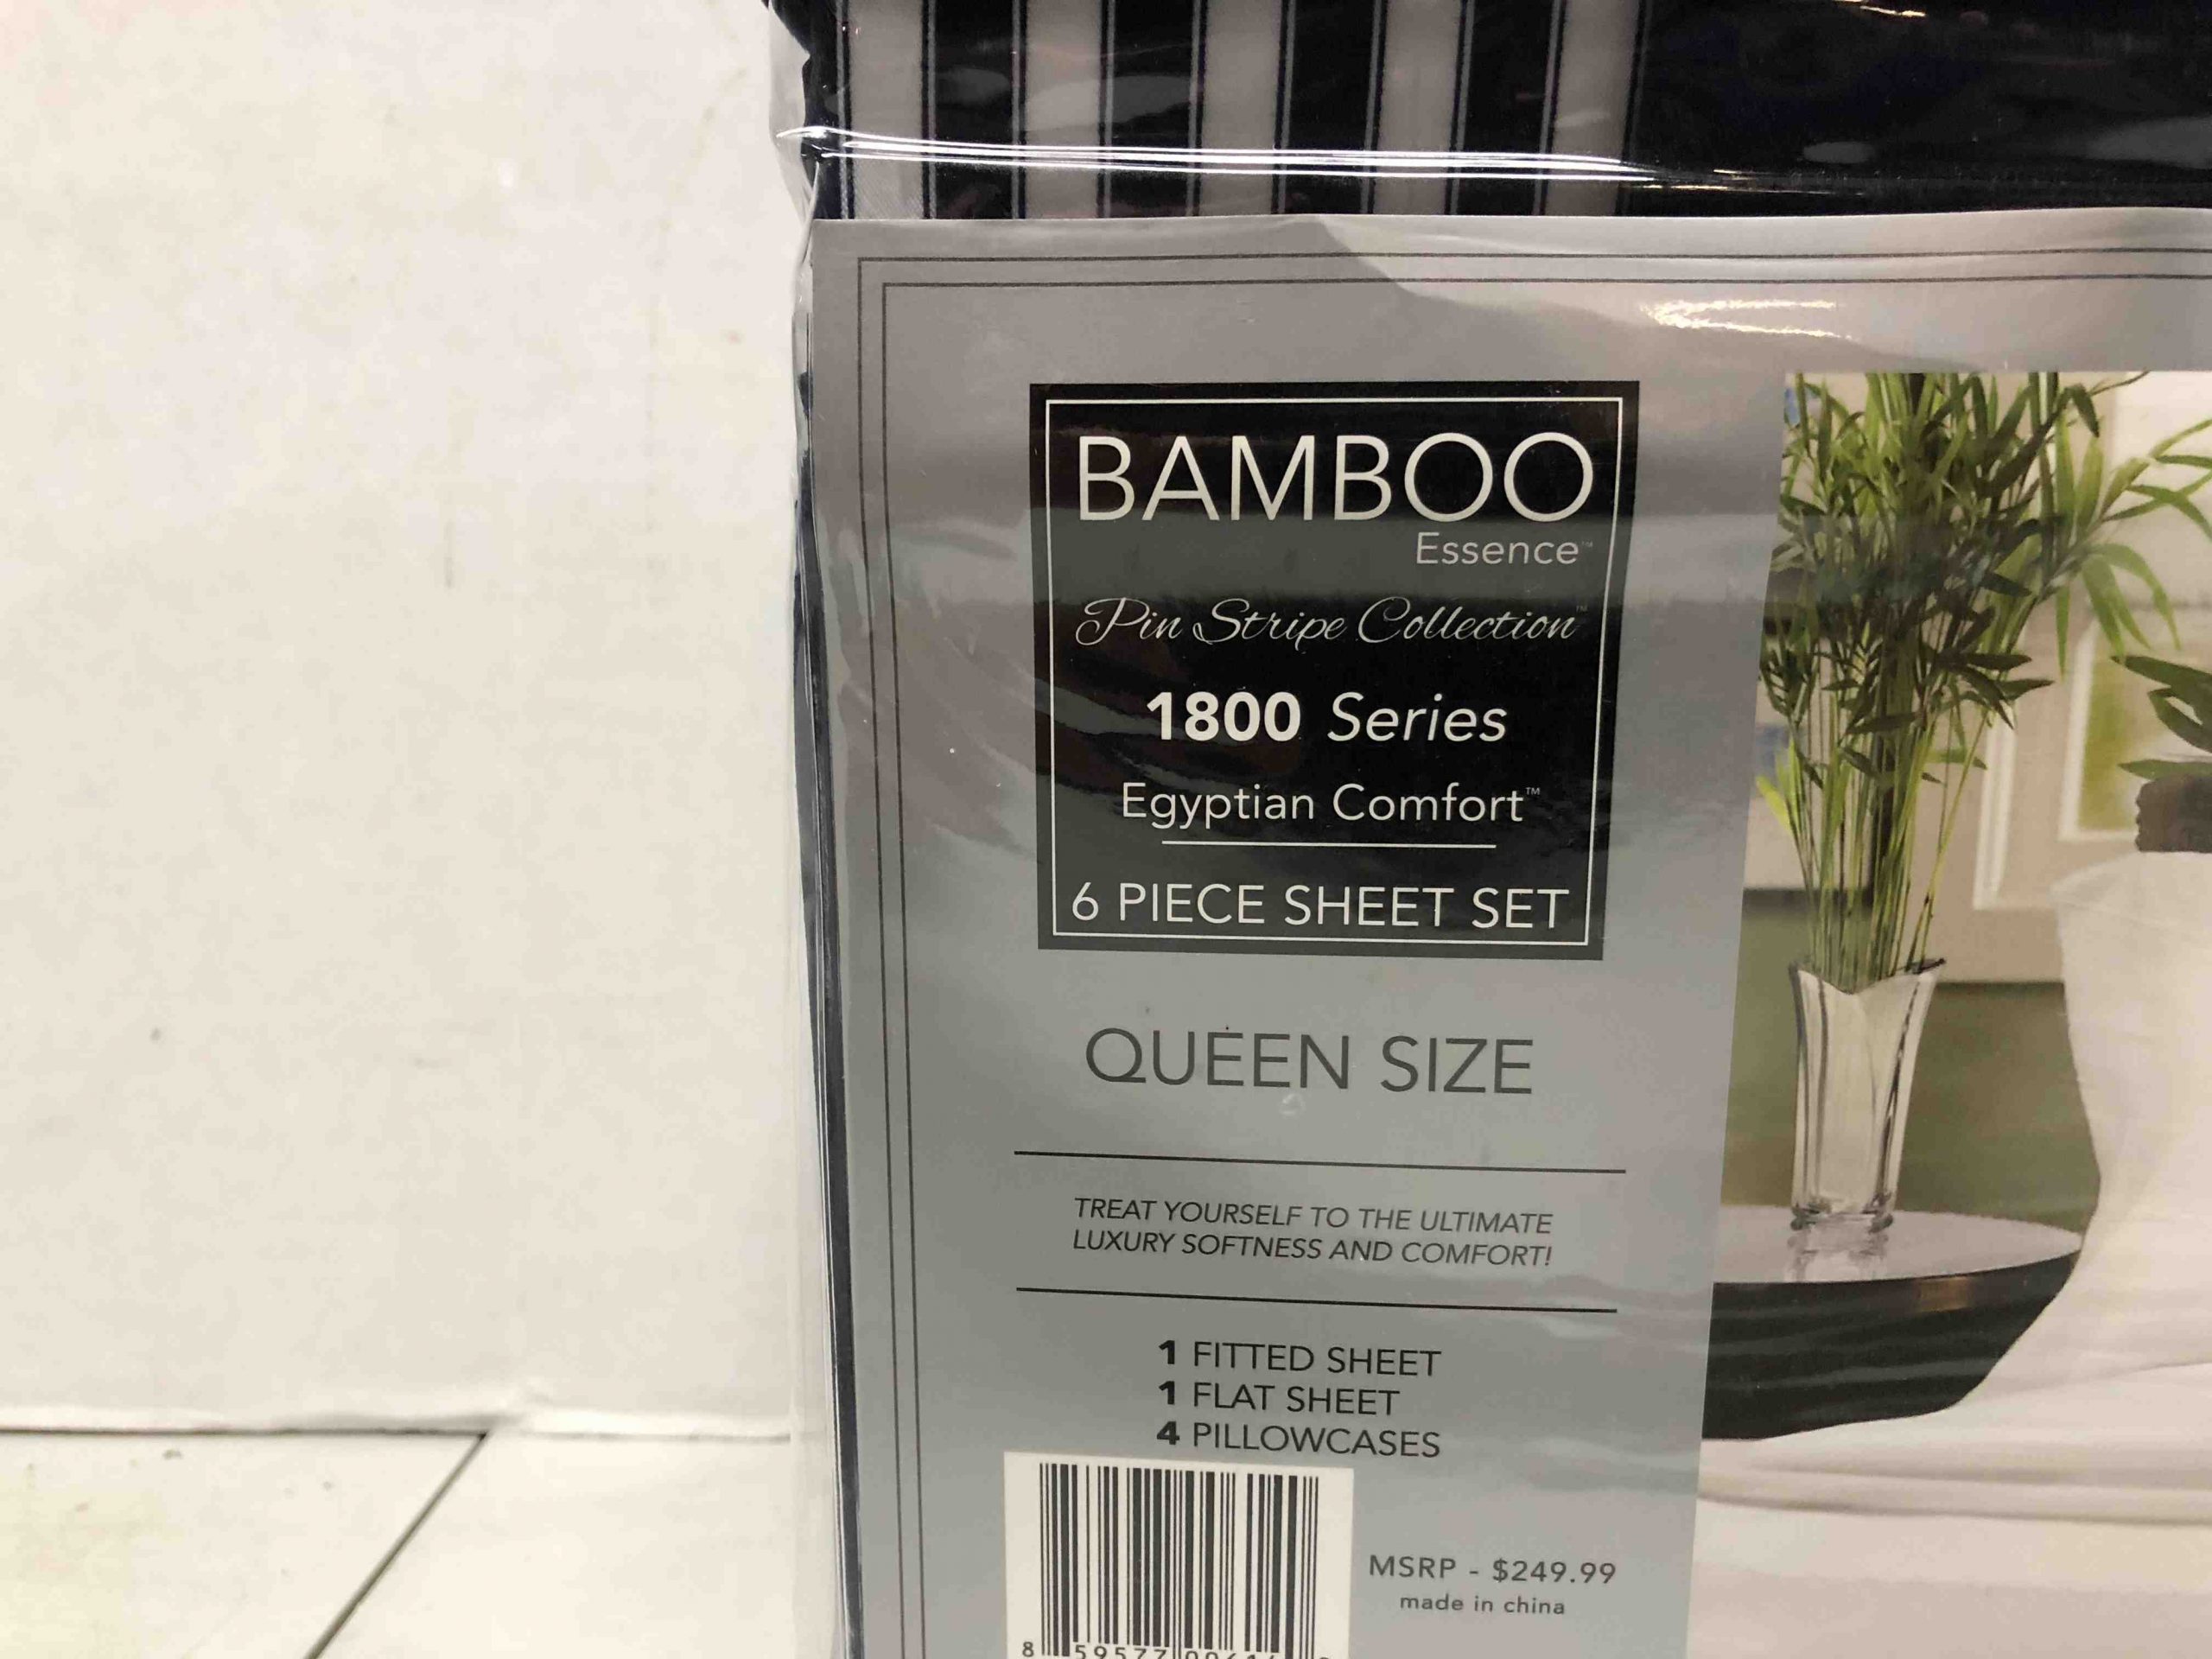 BAMBOO
Essence™
Pin Stripe Collection™
1800 Series
Egyptian Comfort™
6 PIECE SHEET SET
QUEEN SIZE
TREAT YOURSELF TO THE ULTIMATE
LUXURY SOFTNESS AND COMFORT!
1 FITTED SHEET
1 FLAT SHEET
4 PILLOWCASES
MSRP - $249.99
made in china
8 59577